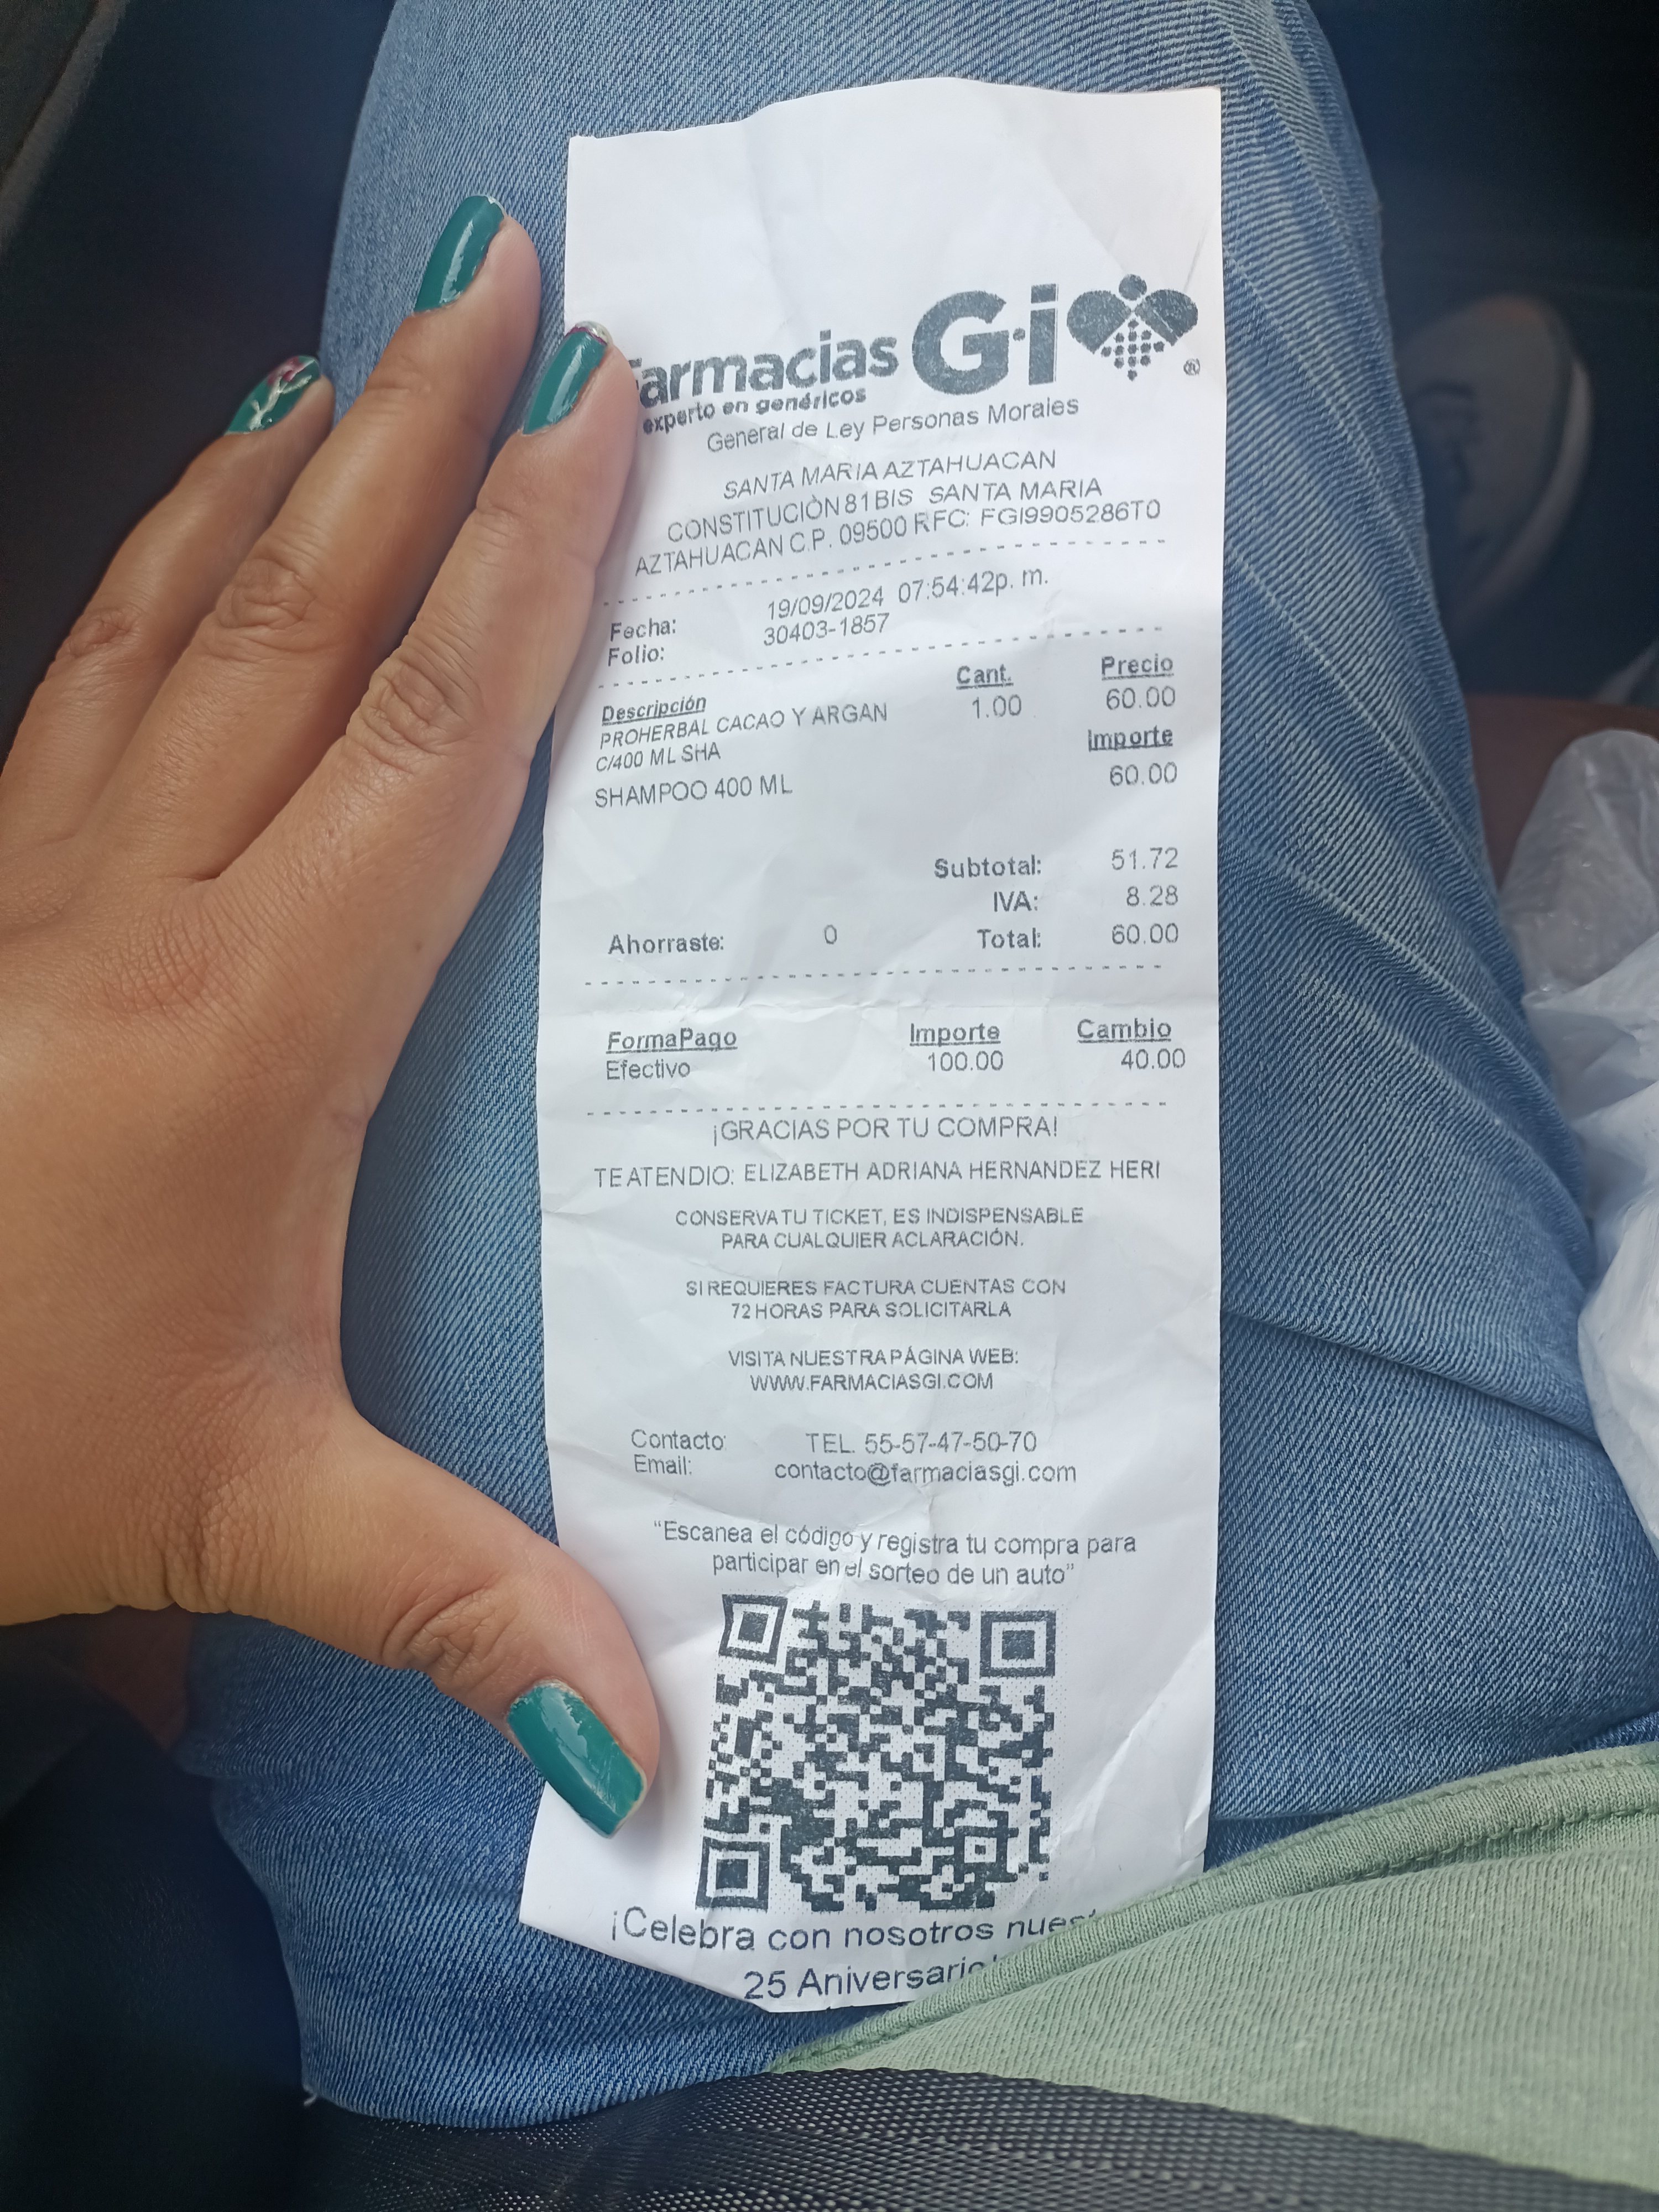 Farmacias Gi
experto en genéricos
General de Ley Personas Morales
SANTA MARIA AZTAHUACAN
CONSTITUCIÒN 81 BIS SANTA MARIA
AZTAHUACAN C.P. 09500 RFC: FGI9905286T0
Fecha: 19/09/2024 07:54:42p. m.
Folio: 30403-1857
Descripción Cant. Precio
PROHERBAL CACAO Y ARGAN 1.00 60.00
C/400 ML SHA Importe
SHAMPOO 400 ML 60.00
Subtotal: 51.72
IVA: 8.28
Ahorraste: 0 Total: 60.00
FormaPago Importe Cambio
Efectivo 100.00 40.00
¡GRACIAS POR TU COMPRA!
TE ATENDIO: ELIZABETH ADRIANA HERNANDEZ HERI
CONSERVA TU TICKET, ES INDISPENSABLE
PARA CUALQUIER ACLARACIÓN.
SI REQUIERES FACTURA CUENTAS CON
72 HORAS PARA SOLICITARLA
VISITA NUESTRA PÁGINA WEB:
WWW.FARMACIASGI.COM
Contacto: TEL. 55-57-47-50-70
Email: contacto@farmaciasgi.com
"Escanea el código y registra tu compra para
participar en el sorteo de un auto"
¡Celebra con nosotros
25 Aniversario